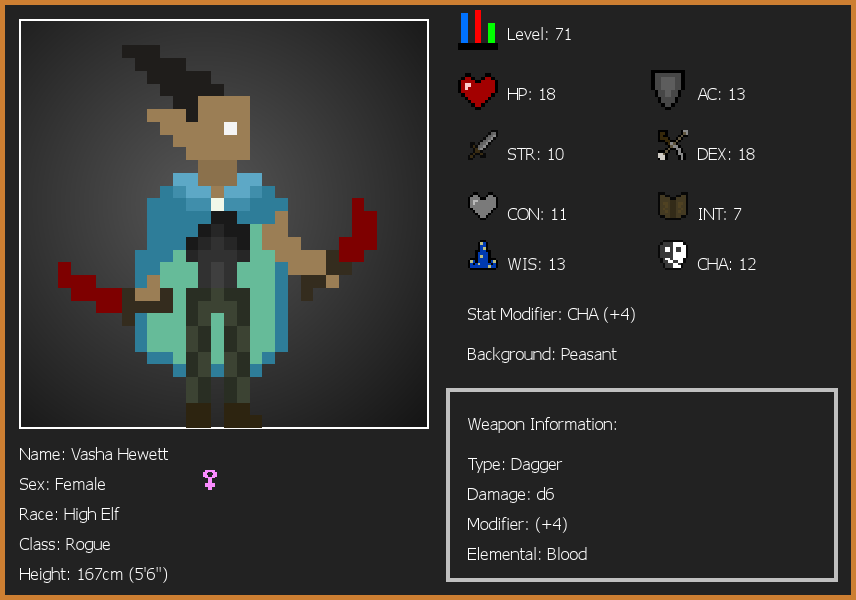 Level: 71
HP: 18
AC: 13
STR: 10
DEX: 18
CON: 11
INT: 7
WIS: 13
CHA: 12
Stat Modifier: CHA (+4)
Background: Peasant
Weapon Information:
Type: Dagger
Damage: d6
Modifier: (+4)
Elemental: Blood
Name: Vasha Hewett
Sex: Female
Race: High Elf
Class: Rogue
Height: 167cm (5'6")